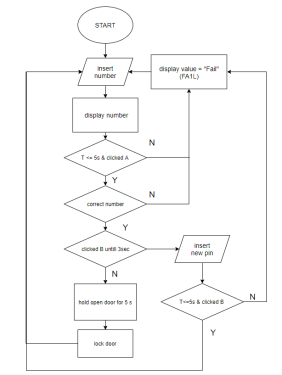 START
insert
number
display value = "Fail"
(FA1L)
display number
N
T <= 5s & clicked A
Y
N
correct number
Y
clicked B untill 3sec
insert
new pin
N
hold open door for 5 s
T<=5s & clicked B
N
Y
lock door